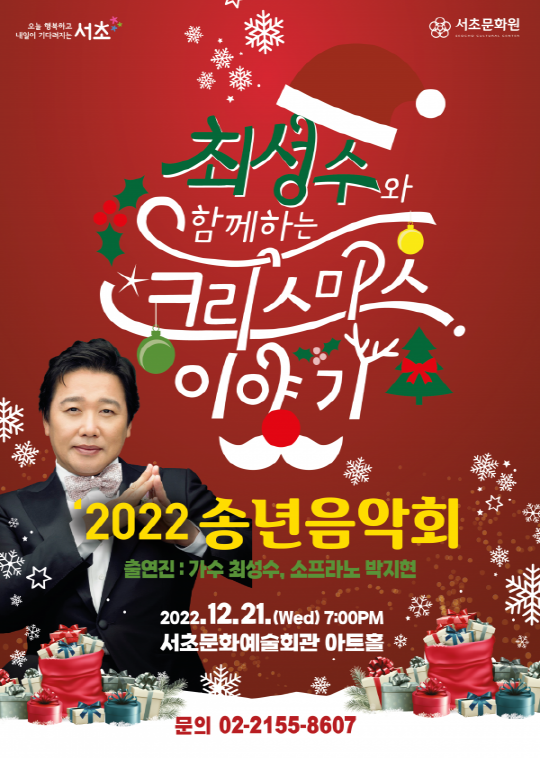 오늘 행복하고
내일이 기다려지는 서초
서초문화원
SEOCHO CULTURAL CENTER
최성수와
함께하는
크리스마스
이야기
'2022 송년음악회
출연진 : 가수 최성수, 소프라노 박지현
2022.12.21.(Wed) 7:00PM
서초문화예술회관 아트홀
문의 02-2155-8607